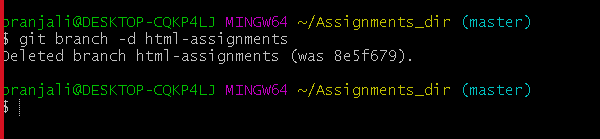 pranjali@DESKTOP-CQKP4LJ MINGW64 ~/Assignments_dir (master)
$ git branch -d html-assignments
Deleted branch html-assignments (was 8e5f679).
pranjali@DESKTOP-CQKP4LJ MINGW64 ~/Assignments_dir (master)
$